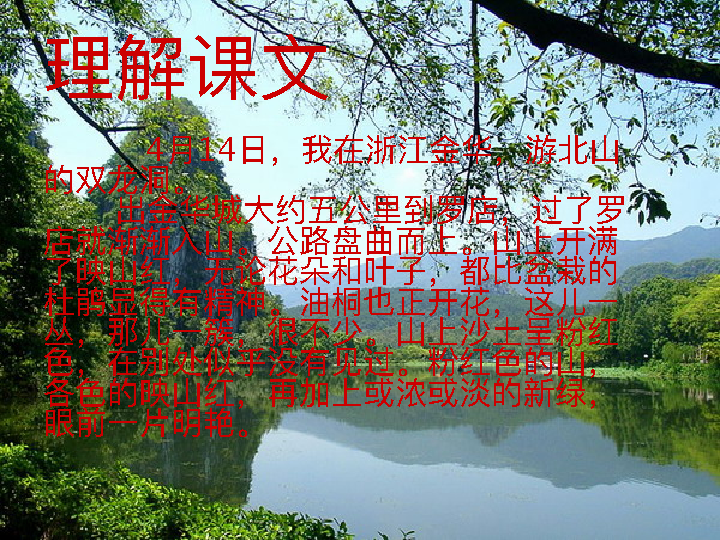 理解课文
4月14日，我在浙江金华，游北山
的双龙洞。
出金华城大约五公里到罗店，过了罗
店就渐渐入山。公路盘曲而上。山上开满
了映山红，无论花朵和叶子，都比盆栽的
杜鹃显得有精神。油桐也正开花，这儿一
丛，那儿一簇，很不少。山上沙土呈粉红
色，在别处似乎没有见过。粉红色的山，
各色的映山红，再加上或浓或淡的新绿，
眼前一片明艳。